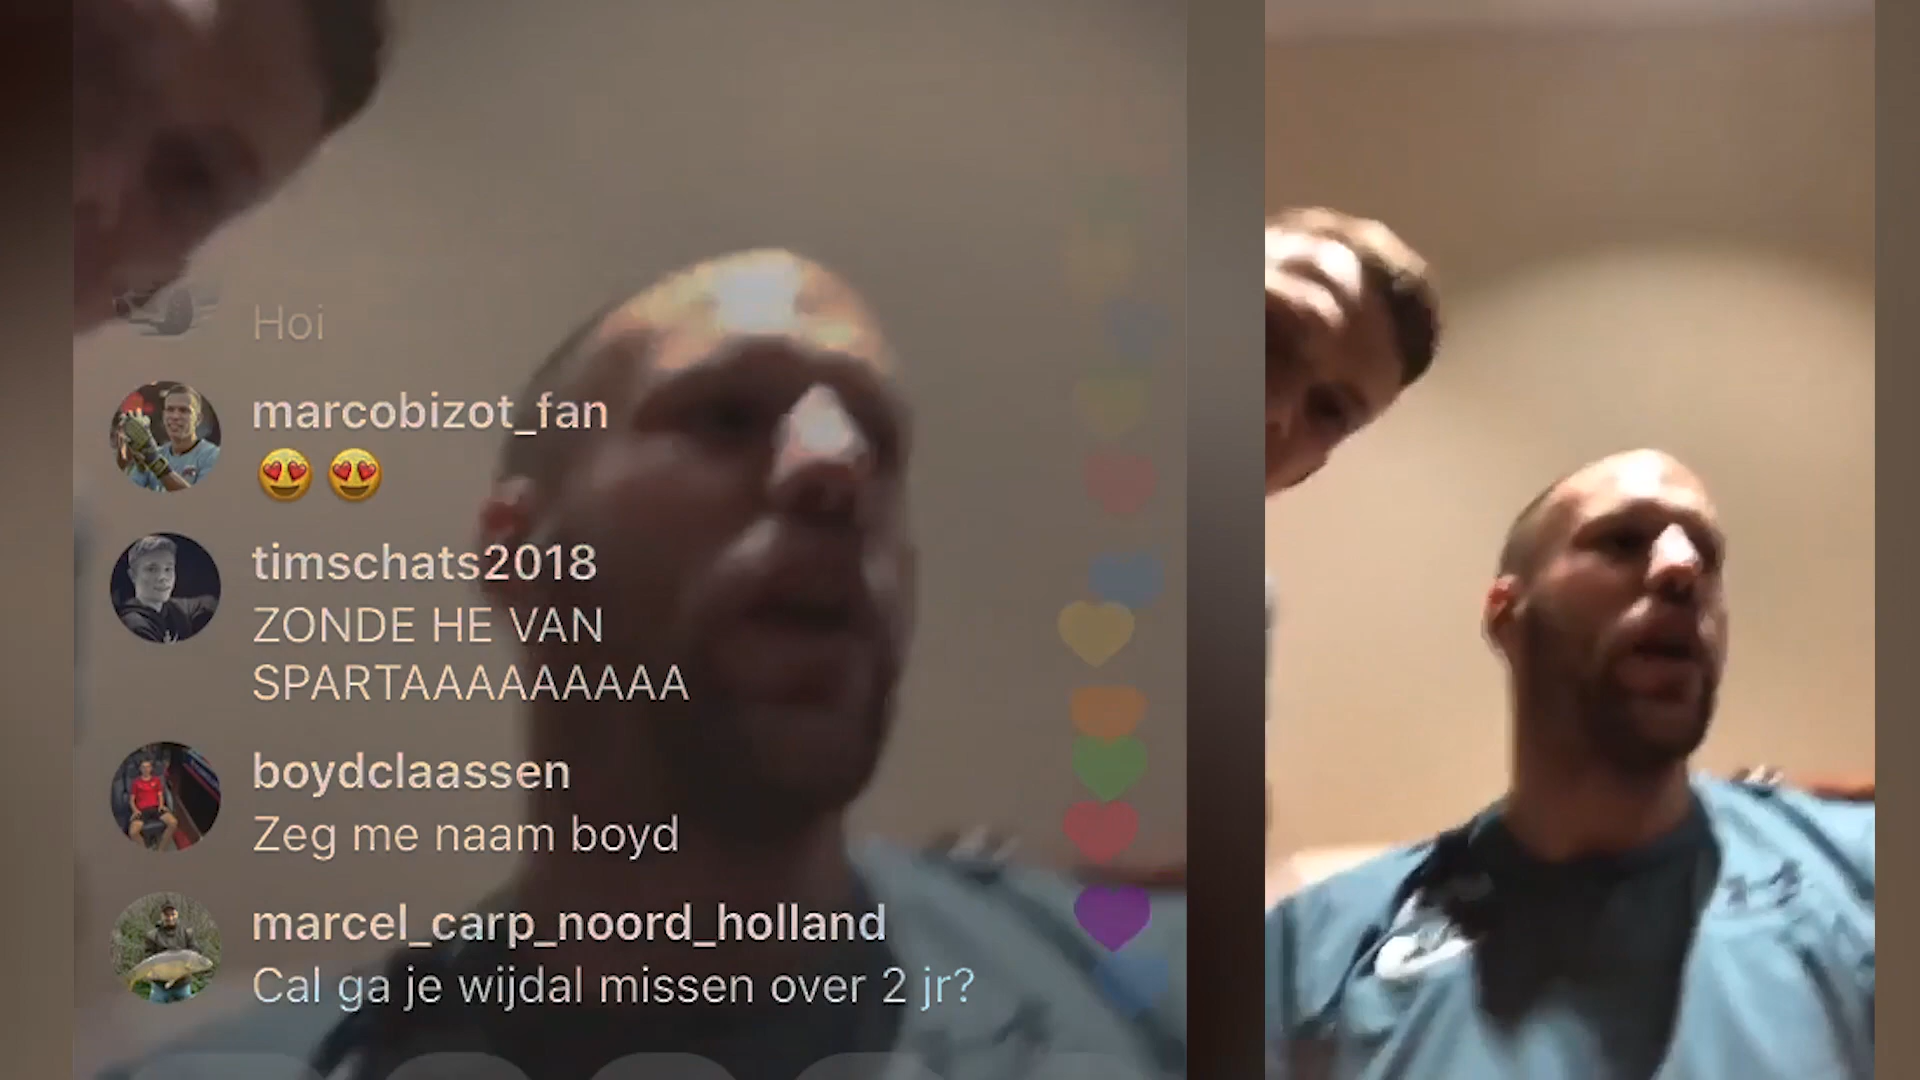 Hoi
marcobizot_fan
😍 😍
timschats2018
ZONDE HE VAN
SPARTAAAAAAAAA
boydclaassen
Zeg me naam boyd
marcel_carp_noord_holland
Cal ga je wijdal missen over 2 jr?